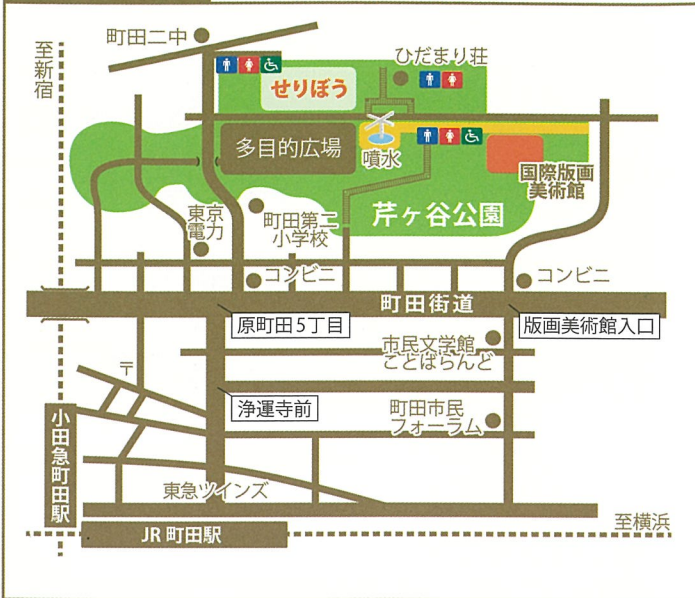 町田二中
至新宿
ひだまり荘
せりぼう
多目的広場
噴水
国際版画
美術館
東京
電力
町田第二
小学校
芹ヶ谷公園
コンビニ
コンビニ
町田街道
原町田5丁目
版画美術館入口
市民文学館
ことばらんど
〒
浄運寺前
町田市民
フォーラム
小田急町田駅
東急ツインズ
至横浜
JR 町田駅